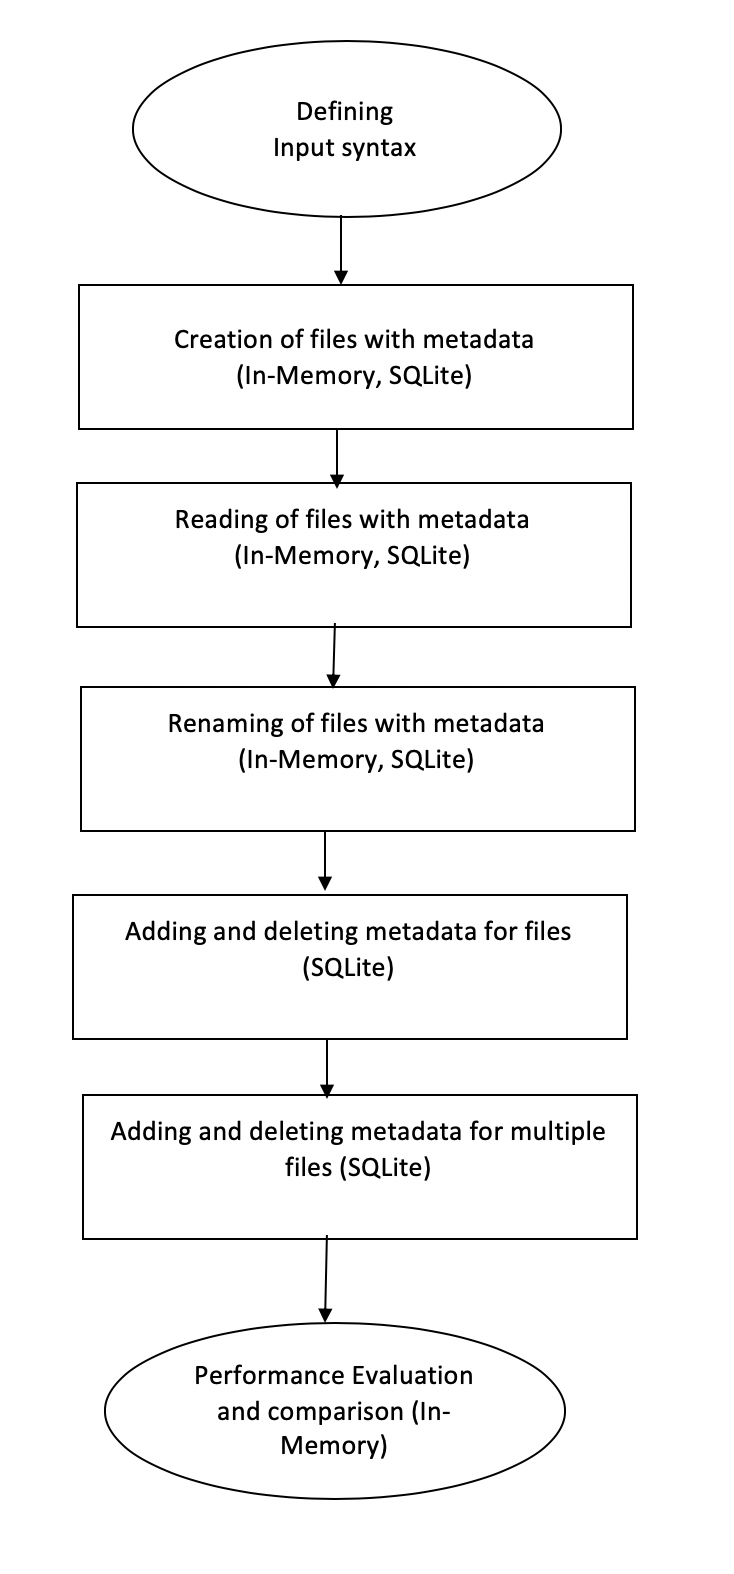 Defining
Input syntax
Creation of files with metadata
(In-Memory, SQLite)
Reading of files with metadata
(In-Memory, SQLite)
Renaming of files with metadata
(In-Memory, SQLite)
Adding and deleting metadata for files
(SQLite)
Adding and deleting metadata for multiple
files (SQLite)
Performance Evaluation
and comparison (In-
Memory)